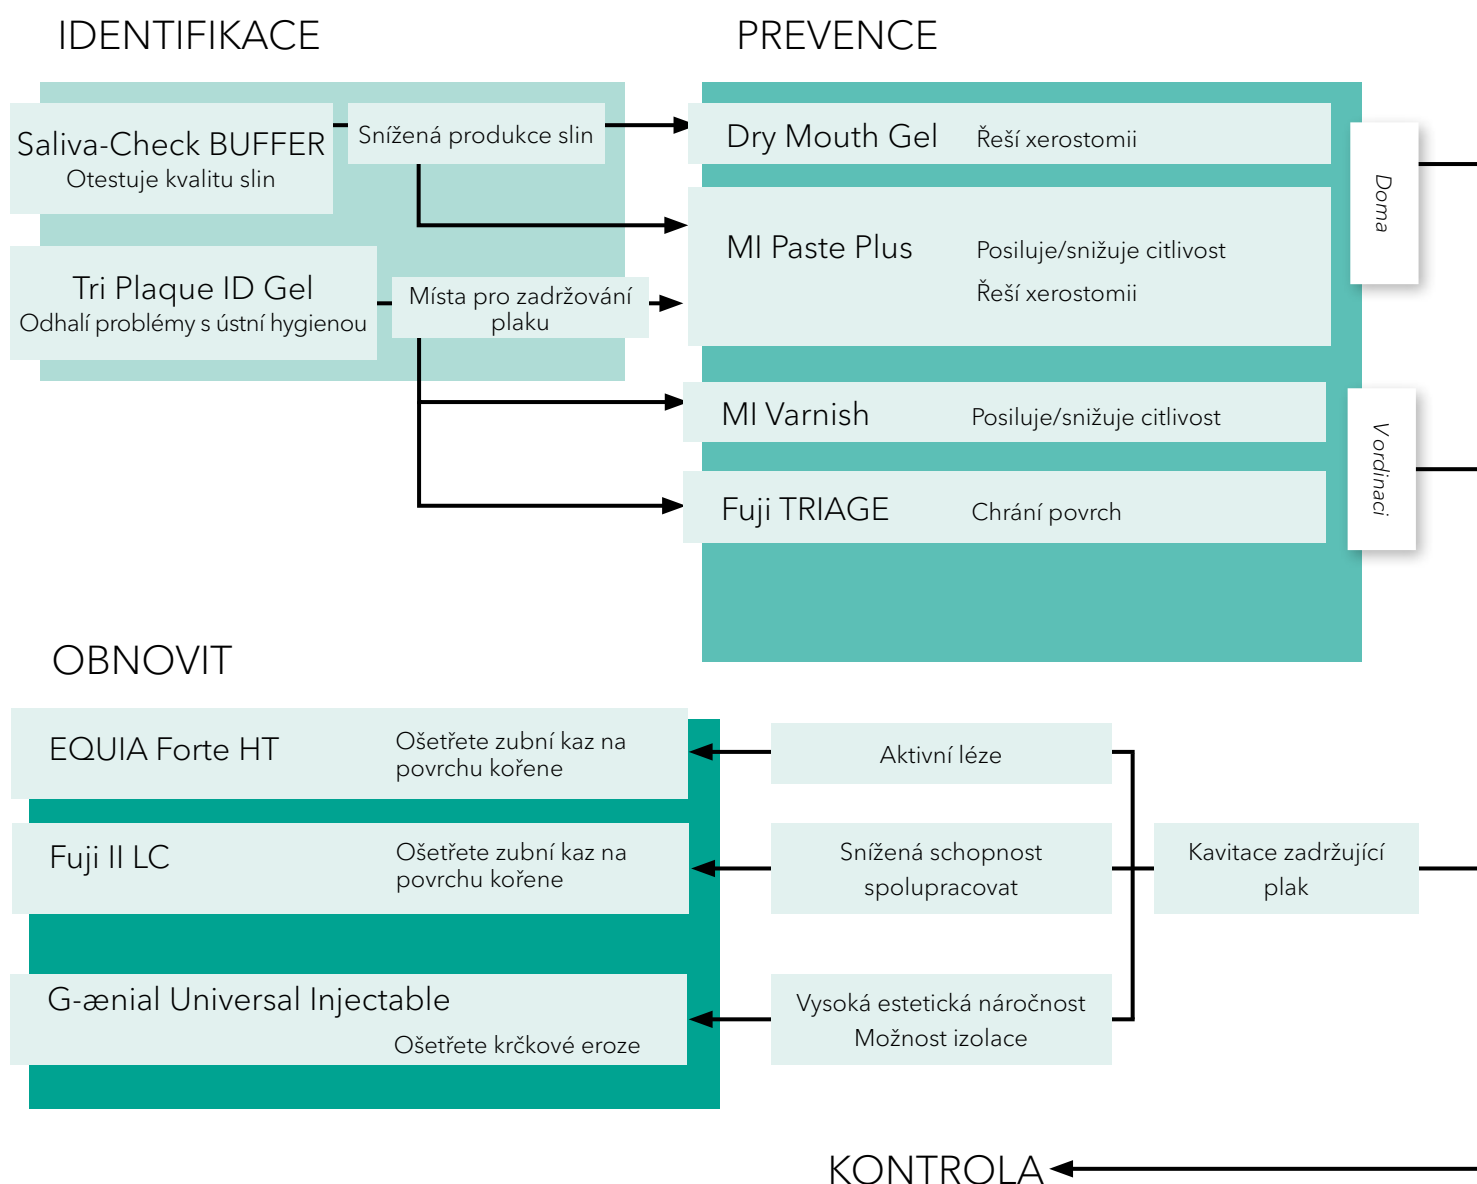 IDENTIFIKACE
Saliva-Check BUFFER
Otestuje kvalitu slin
Snížená produkce slin
Tri Plaque ID Gel
Odhalí problémy s ústní hygienou
Místa pro zadržování
plaku
PREVENCE
Dry Mouth Gel Řeší xerostomii
MI Paste Plus Posiluje/snižuje citlivost
Řeší xerostomii
MI Varnish Posiluje/snižuje citlivost
Fuji TRIAGE Chrání povrch
Doma
V ordinaci
OBNOVIT
EQUIA Forte HT
Ošetřete zubní kaz na
povrchu kořene
Fuji II LC
Ošetřete zubní kaz na
povrchu kořene
G-ænial Universal Injectable
Ošetřete krčkové eroze
Aktivní léze
Snížená schopnost
spolupracovat
Vysoká estetická náročnost
Možnost izolace
Kavitace zadržující
plak
KONTROLA